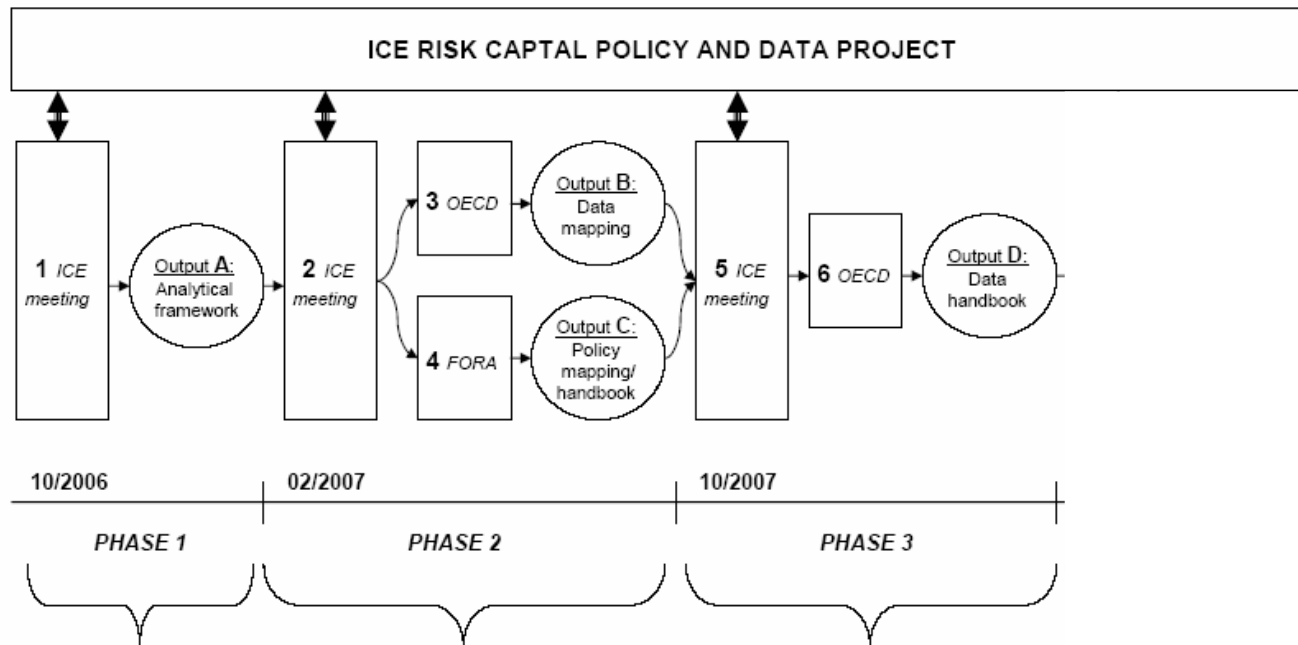 ICE RISK CAPTAL POLICY AND DATA PROJECT
1 ICE
meeting
Output A:
Analytical
framework
2 ICE
meeting
3 OECD
Output B:
Data
mapping
4 FORA
Output C:
Policy
mapping/
handbook
5 ICE
meeting
6 OECD
Output D:
Data
handbook
10/2006
02/2007
10/2007
PHASE 1
PHASE 2
PHASE 3